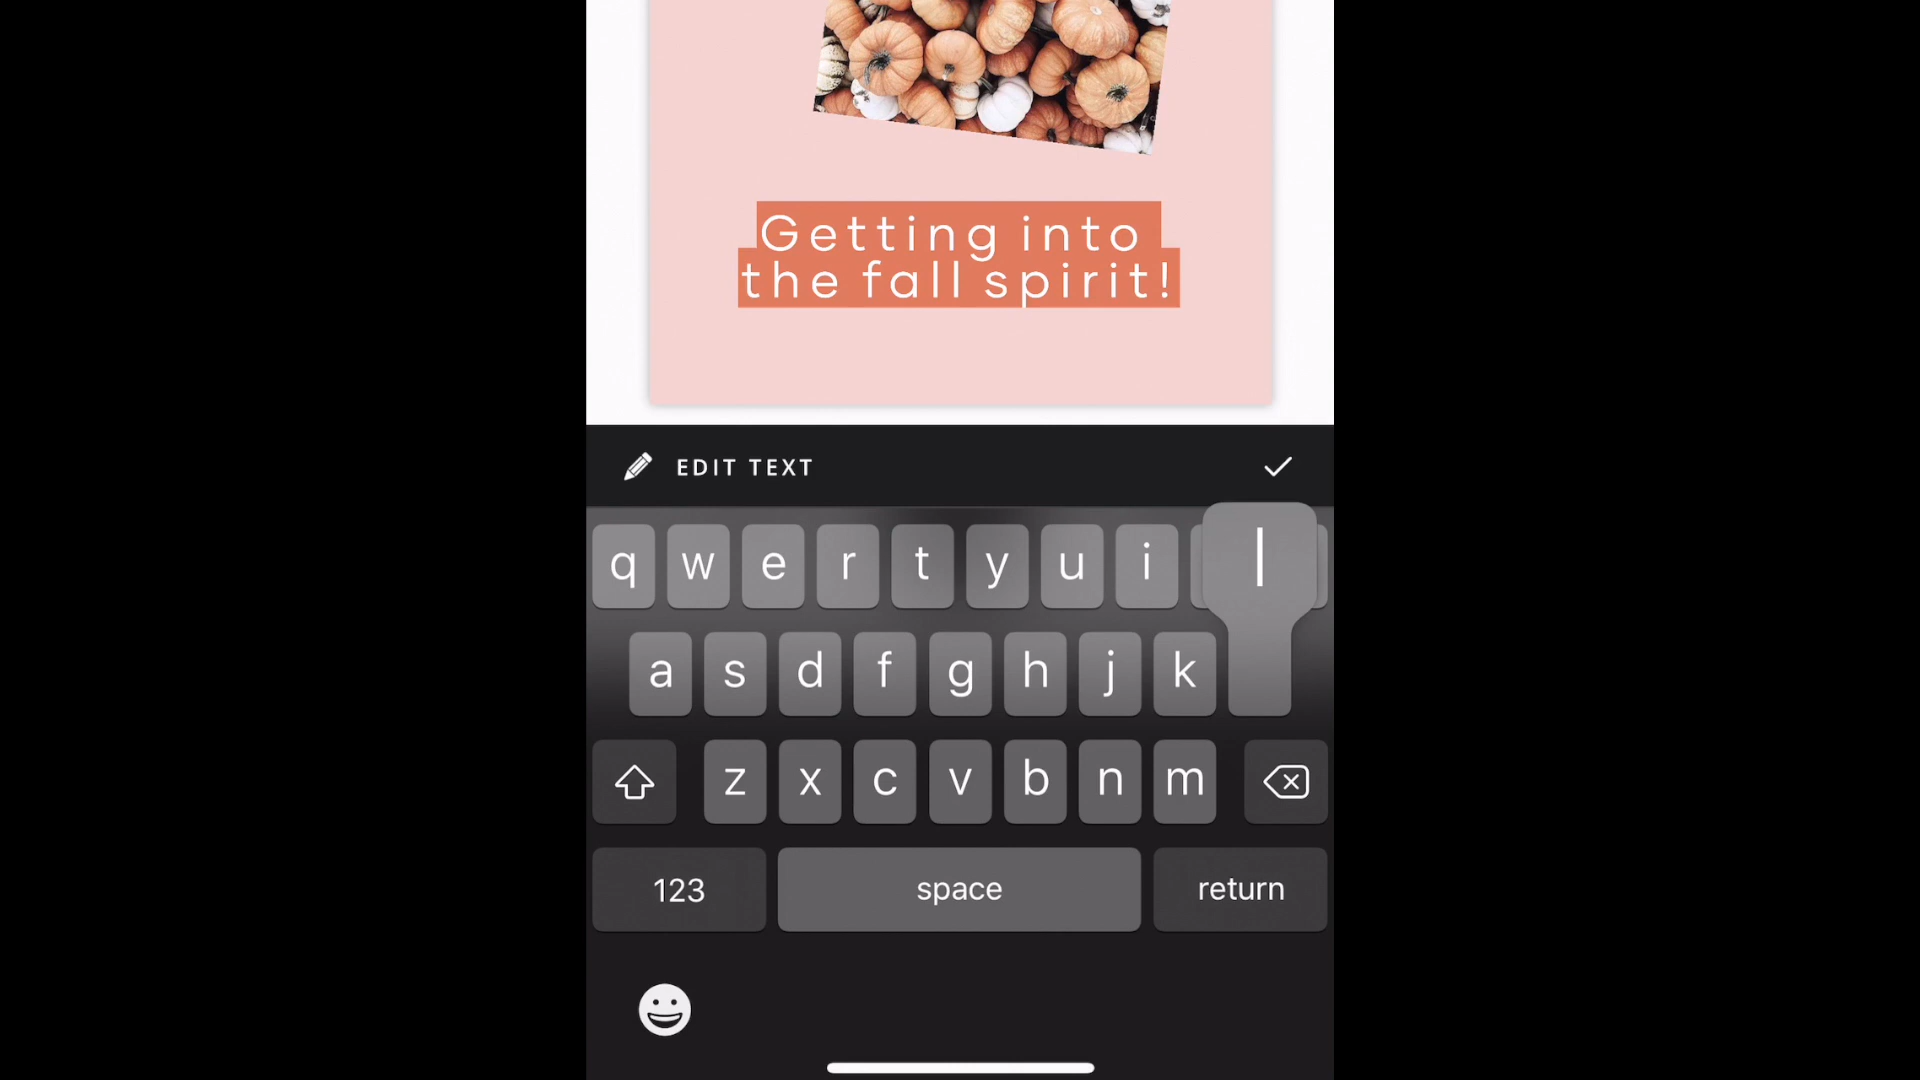 Getting into
the fall spirit!
EDIT TEXT
q w e r t y u i
l
a s d f g h j k
z x c v b n m
123 space return